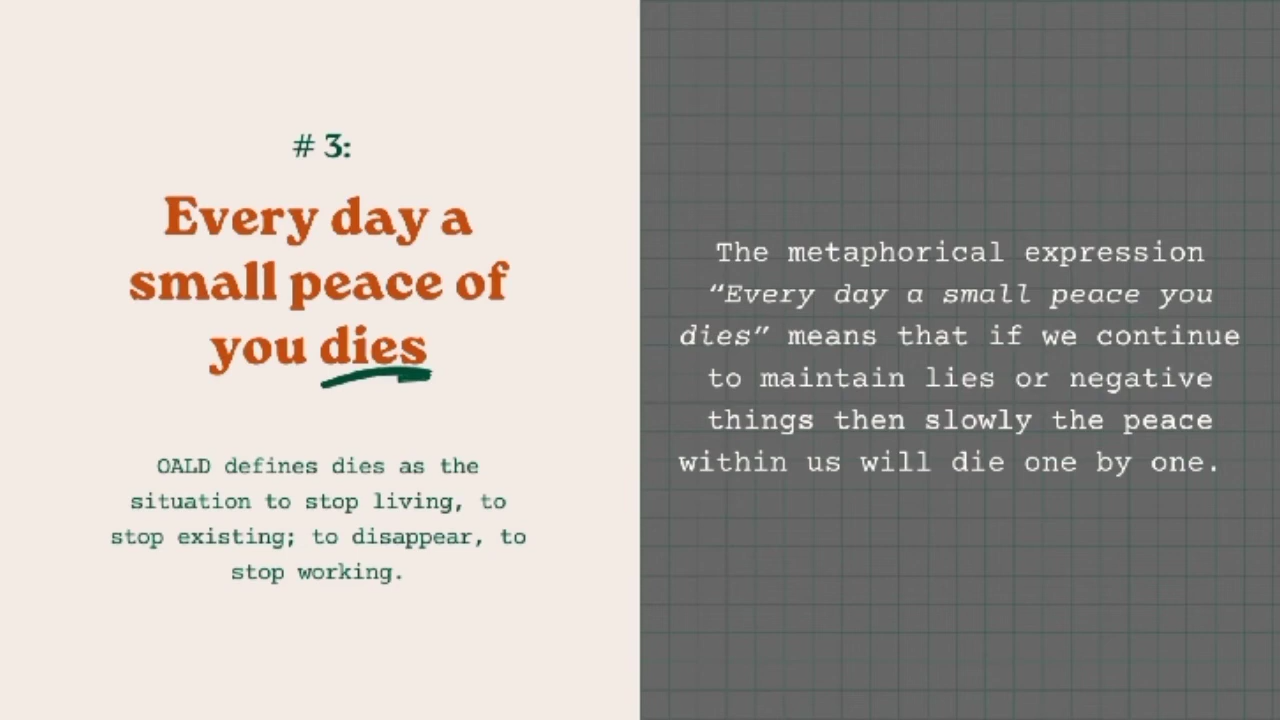 # 3:
Every day a
small peace of
you dies
OALD defines dies as the
situation to stop living, to
stop existing; to disappear, to
stop working.
The metaphorical expression
“Every day a small peace you
dies” means that if we continue
to maintain lies or negative
things then slowly the peace
within us will die one by one.